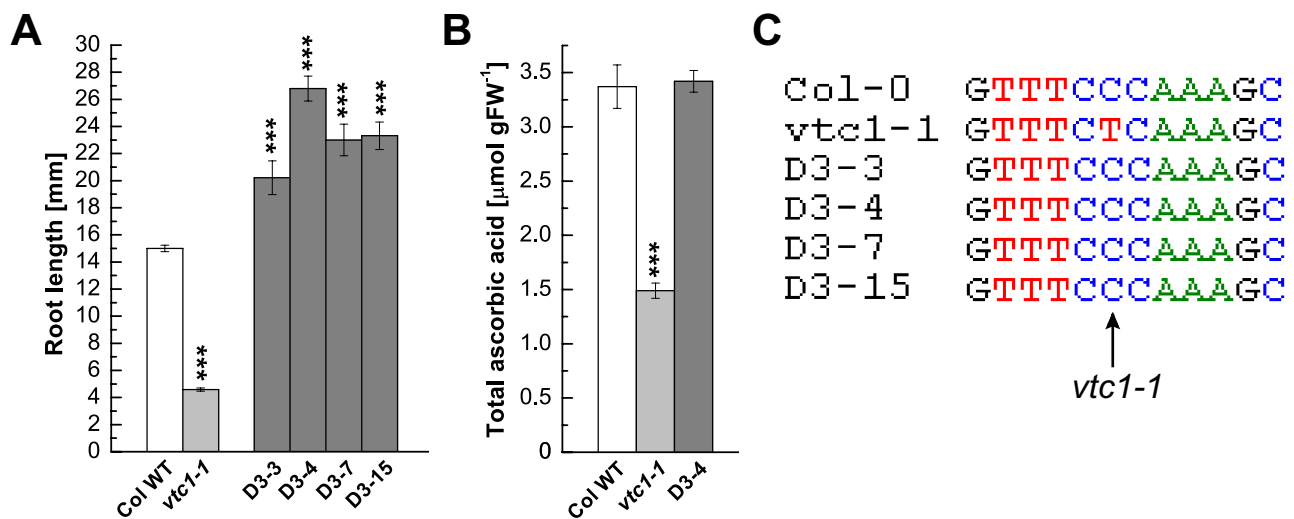 A
Root length [mm]
30
28
26
24
22
20
18
16
14
12
10
8
6
4
2
0
***
***
***
***
***
Col WT
vtc1-1
D3-3
D3-4
D3-7
D3-15
B
Total ascorbic acid [µmol gFW⁻¹]
3.5
3.0
2.5
2.0
1.5
1.0
0.5
0
***
Col WT
vtc1-1
D3-4
C
Col-0 GTTTCCCAAAGC
vtc1-1 GTTTCTCAAAGC
D3-3 GTTTCCCAAAGC
D3-4 GTTTCCCAAAGC
D3-7 GTTTCCCAAAGC
D3-15 GTTTCCCAAAGC
vtc1-1